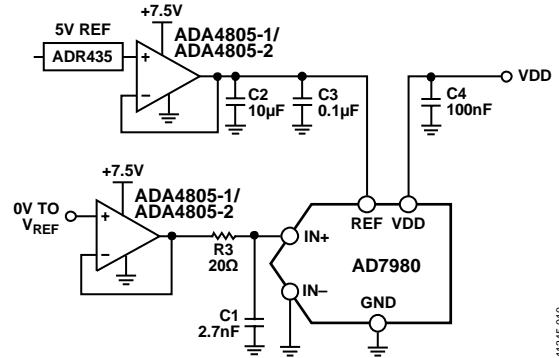 +7.5V
5V REF
ADR435
+
−
ADA4805-1/
ADA4805-2
C2
10µF
C3
0.1µF
C4
100nF
VDD
+7.5V
0V TO
VREF
+
−
ADA4805-1/
ADA4805-2
R3
20Ω
C1
2.7nF
IN+
IN–
REF
VDD
AD7980
GND